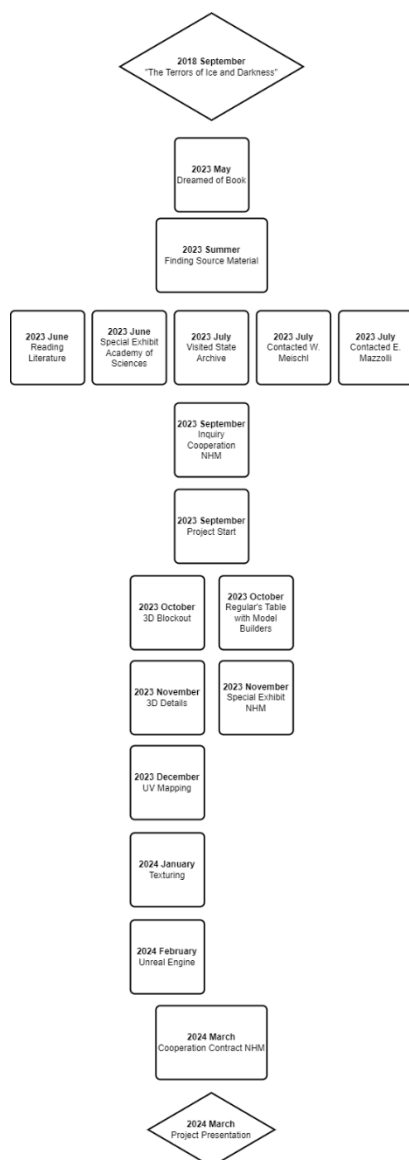 2018 September
"The Terrors of Ice and Darkness"
2023 May
Dreamed of Book
2023 Summer
Finding Source Material
2023 June
Reading
Literature
2023 June
Special Exhibit
Academy of
Sciences
2023 July
Visited State
Archive
2023 July
Contacted W.
Meischl
2023 July
Contacted E.
Mazzolli
2023 September
Inquiry
Cooperation
NHM
2023 September
Project Start
2023 October
3D Blockout
2023 October
Regular's Table
with Model
Builders
2023 November
3D Details
2023 November
Special Exhibit
NHM
2023 December
UV Mapping
2024 January
Texturing
2024 February
Unreal Engine
2024 March
Cooperation Contract NHM
2024 March
Project Presentation